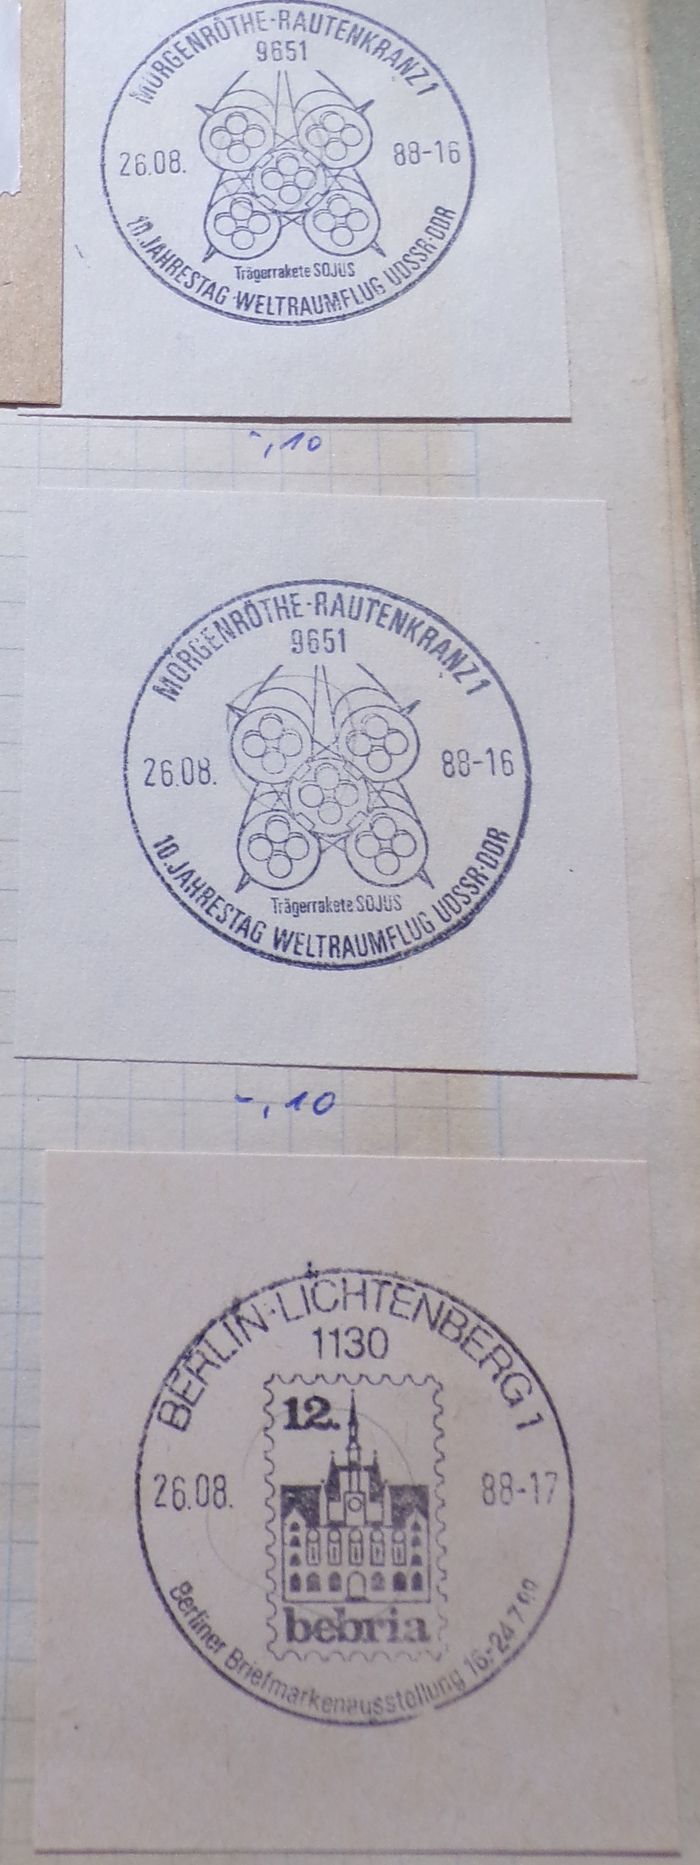 MORGENRÖTHE-RAUTENKRANZ 1
9651
26.08. 88-16
Trägerrakete SOJUS
10. JAHRESTAG WELTRAUMFLUG UDSSR-DDR
-,10
MORGENRÖTHE-RAUTENKRANZ 1
9651
26.08. 88-16
Trägerrakete SOJUS
10. JAHRESTAG WELTRAUMFLUG UDSSR-DDR
-,10
BERLIN-LICHTENBERG 1
1130
12.
26.08. 88-17
bebria
Berliner Briefmarkenausstellung 16.-24.7.